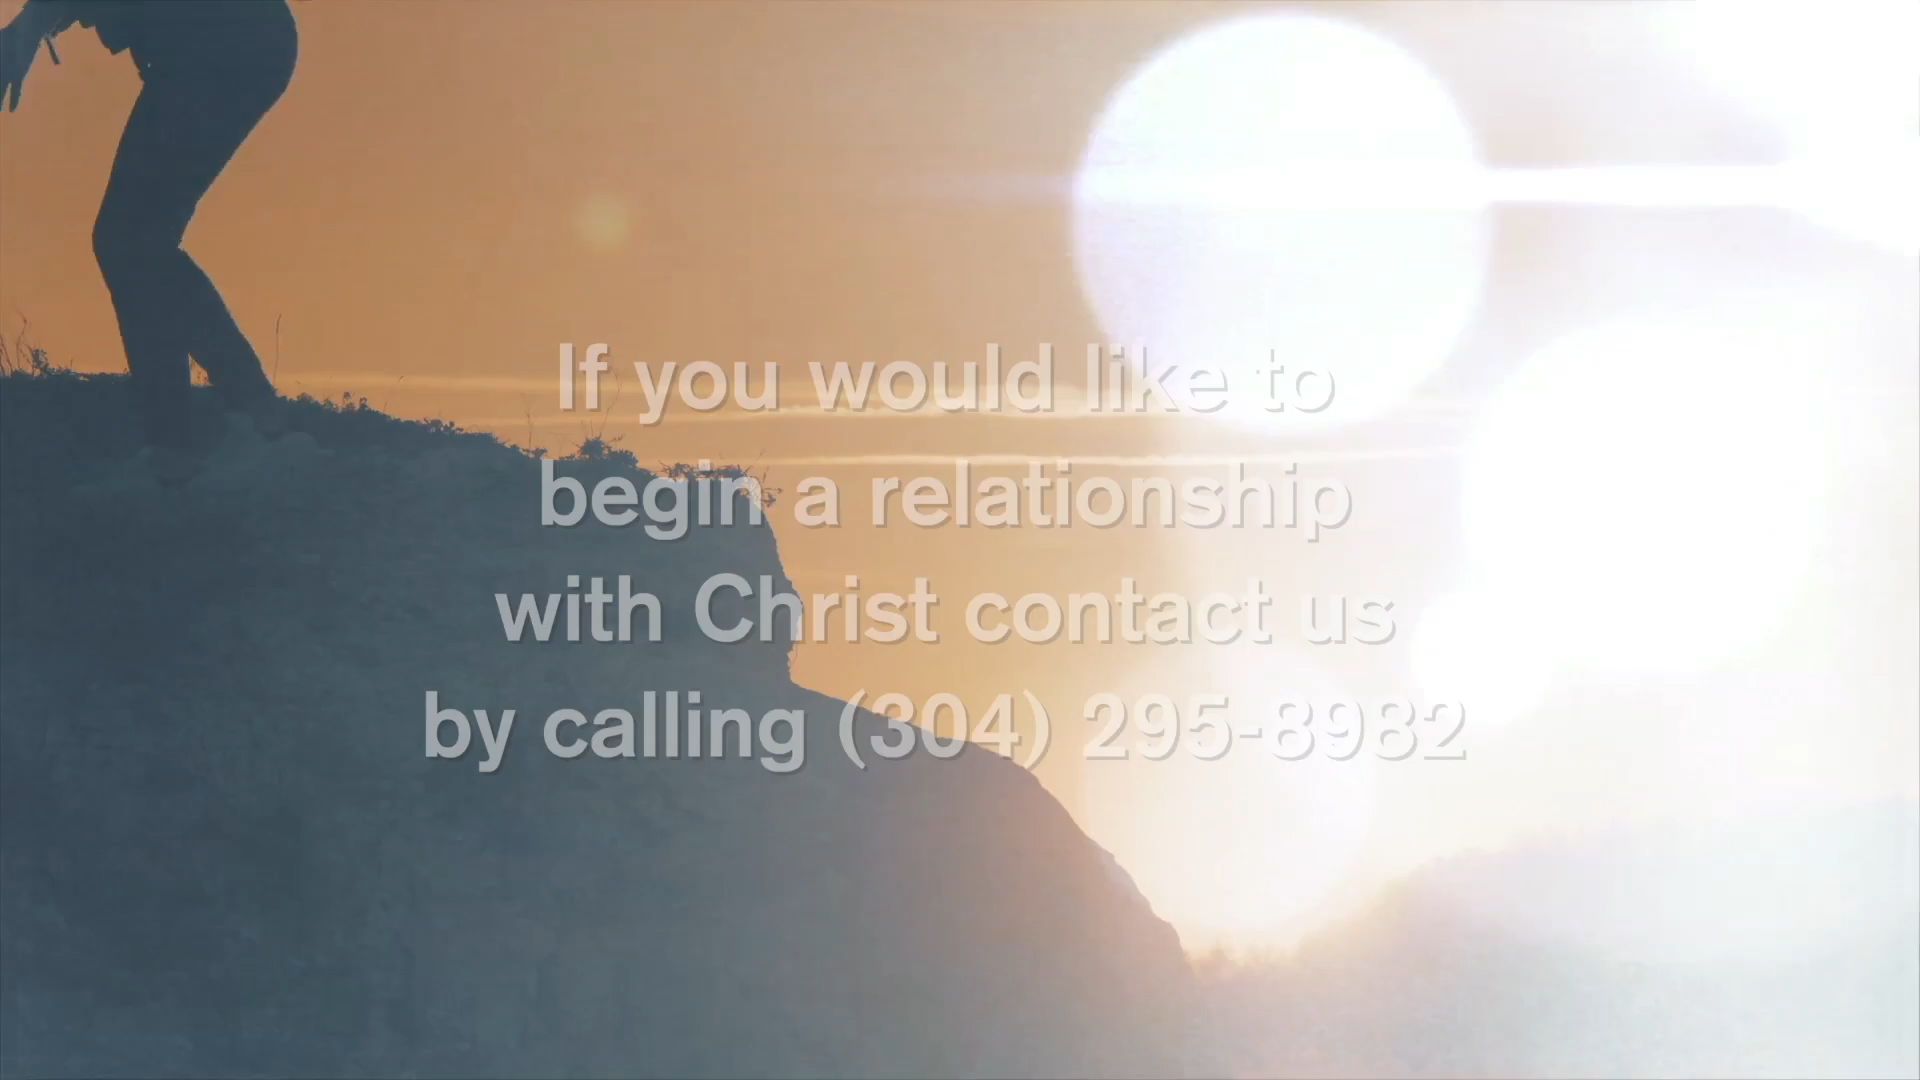 If you would like to
begin a relationship
with Christ contact us
by calling (304) 295-8982